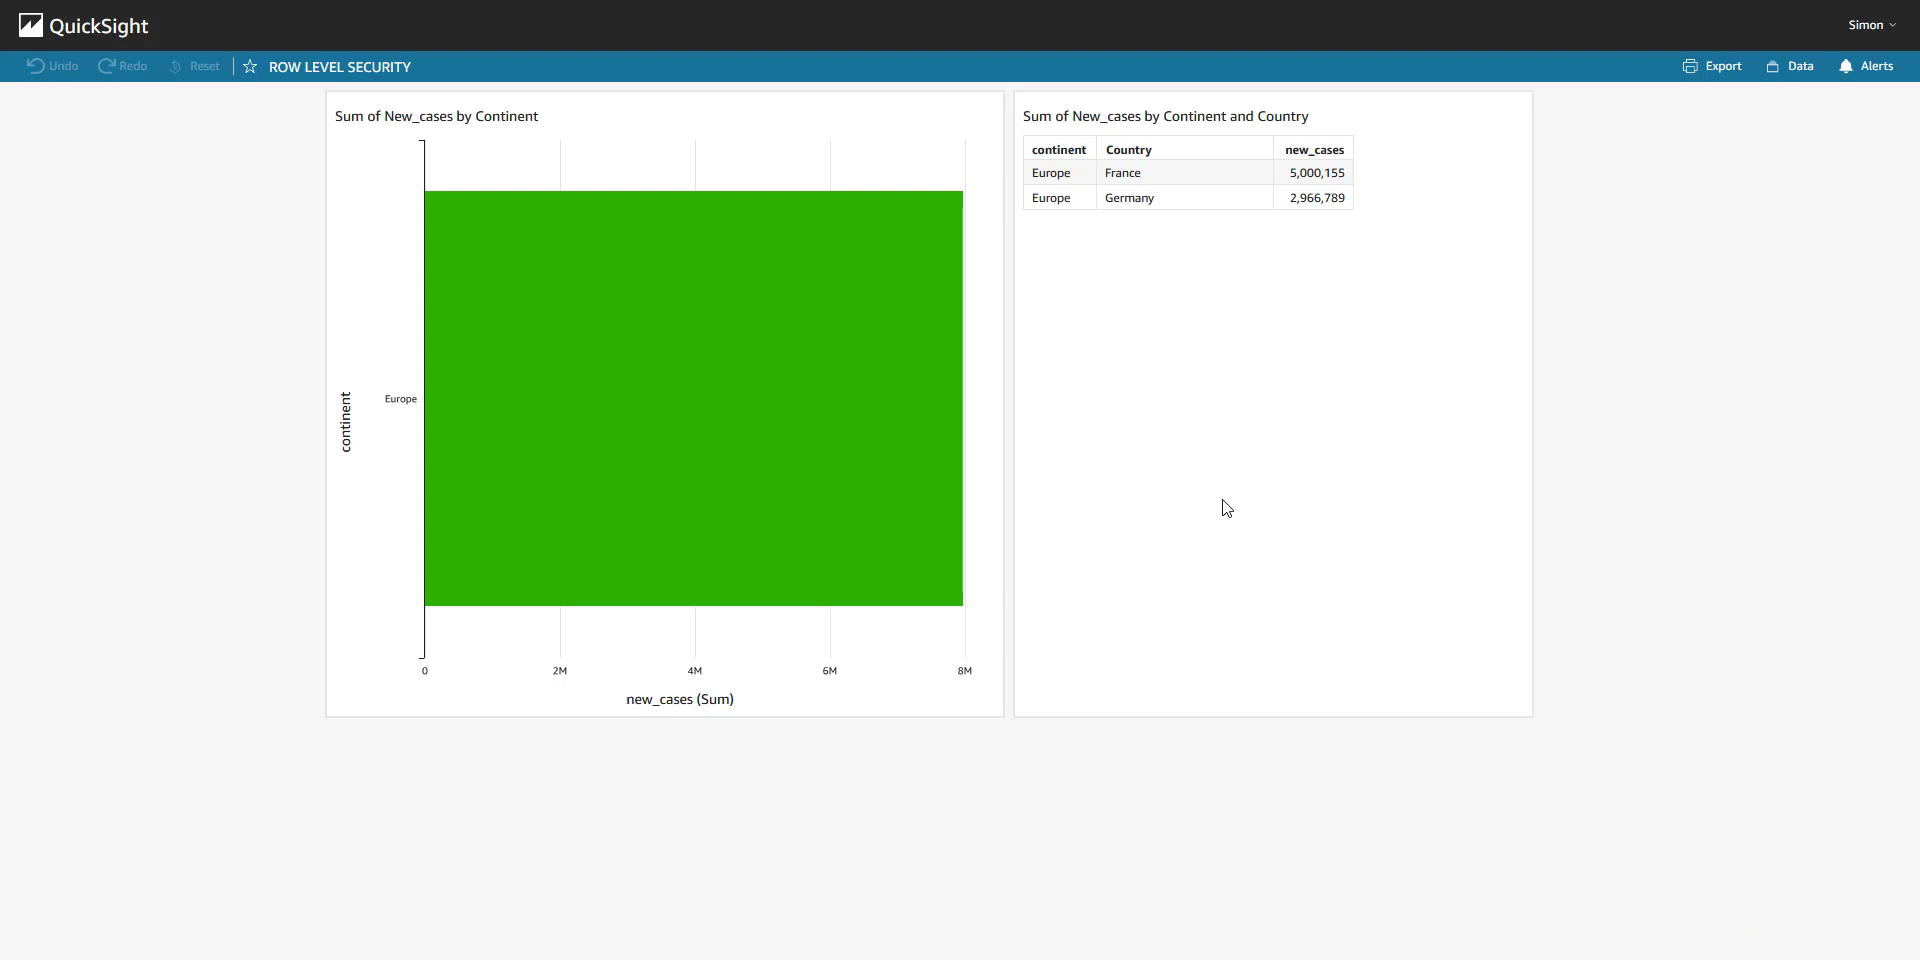 QuickSight
Simon
Undo Redo Reset ROW LEVEL SECURITY Export Data Alerts
Sum of New_cases by Continent
continent
Europe
0 2M 4M 6M 8M
new_cases (Sum)
Sum of New_cases by Continent and Country
continent Country new_cases
Europe France 5,000,155
Europe Germany 2,966,789